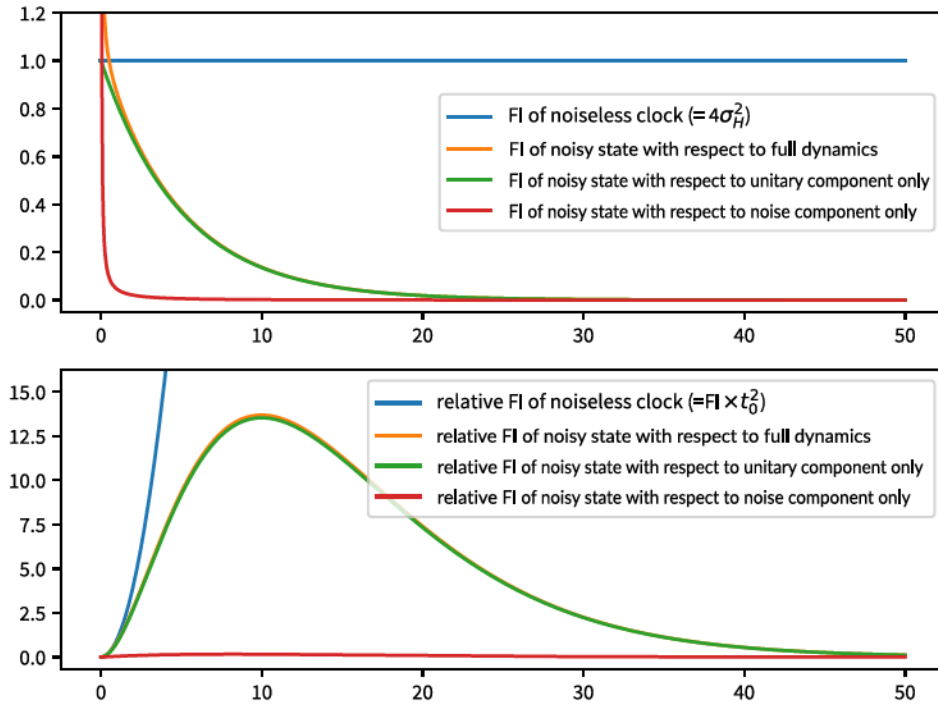 1.2
1.0
0.8
0.6
0.4
0.2
0.0
FI of noiseless clock (= 4σ_H^2)
FI of noisy state with respect to full dynamics
FI of noisy state with respect to unitary component only
FI of noisy state with respect to noise component only
0 10 20 30 40 50
15.0
12.5
10.0
7.5
5.0
2.5
0.0
relative FI of noiseless clock (=FI × t_0^2)
relative FI of noisy state with respect to full dynamics
relative FI of noisy state with respect to unitary component only
relative FI of noisy state with respect to noise component only
0 10 20 30 40 50